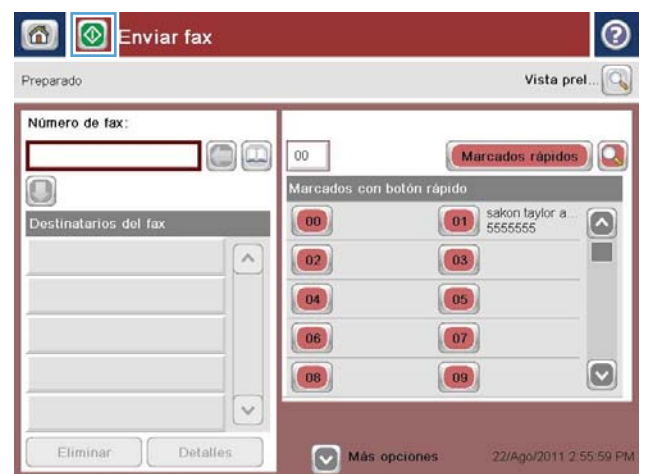 Enviar fax
?
Preparado
Vista prel...
Número de fax:
00
Marcados rápidos
Marcados con botón rápido
Destinatarios del fax
00
01 sakon taylor a...
5555555
02
03
04
05
06
07
08
09
Eliminar
Detalles
Más opciones
22/Ago/2011 2:55:59 PM